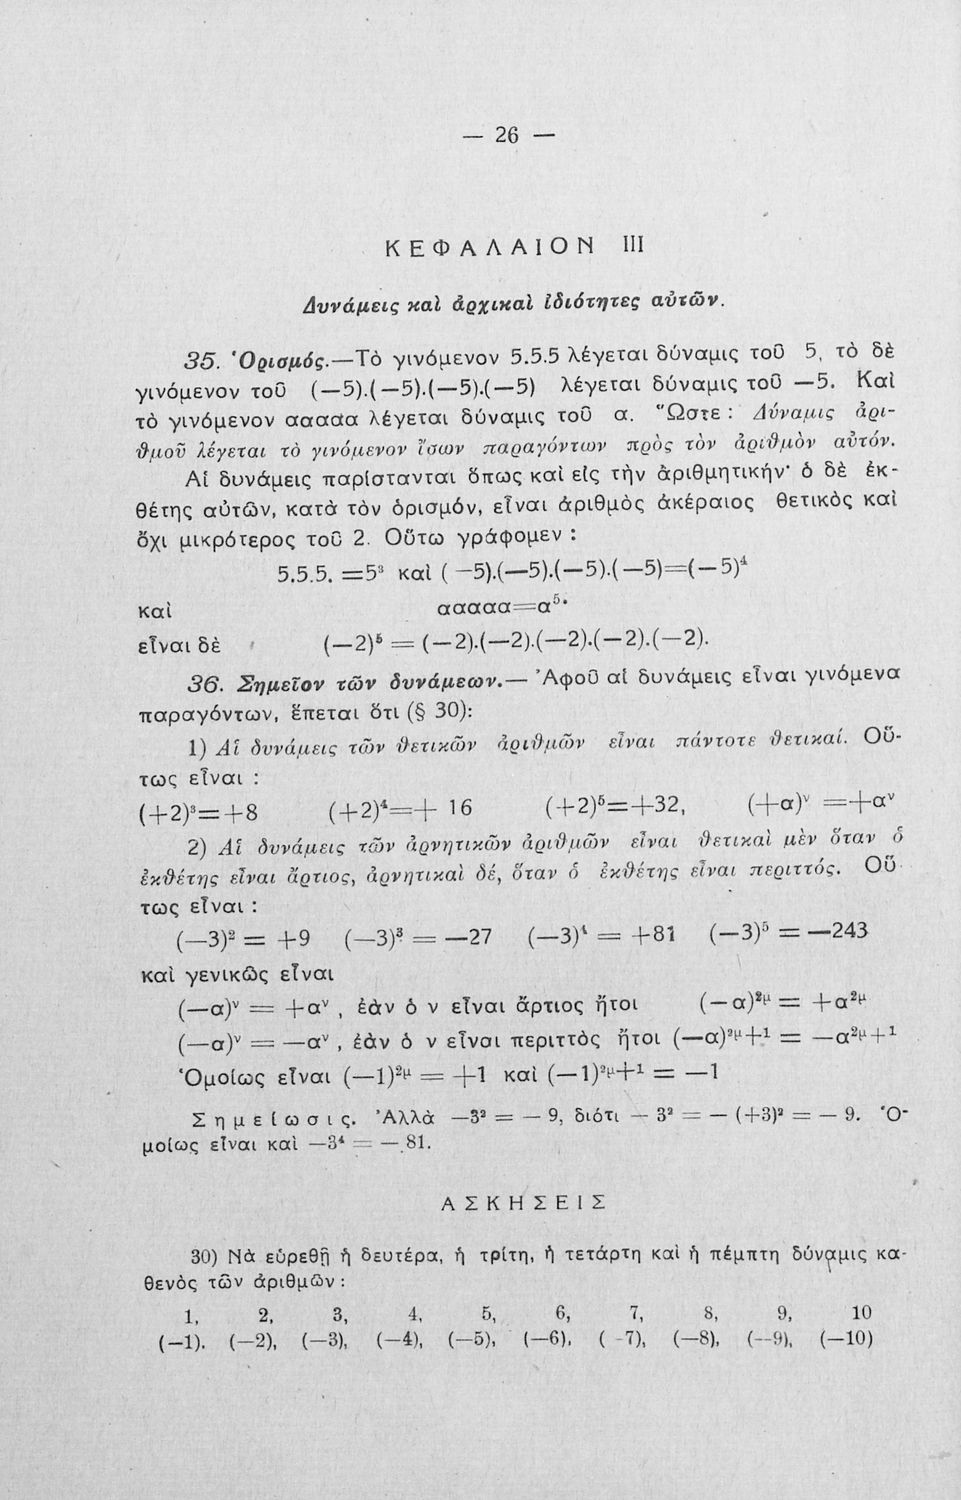 — 26 —
ΚΕΦΑΛΑΙΟΝ III
Δυνάμεις καὶ ἀρχικαὶ ἰδιότητες αὐτῶν.
35. Ὁρισμός.—Τὸ γινόμενον 5.5.5 λέγεται δύναμις τοῦ 5, τὸ δὲ
γινόμενον τοῦ (—5).(—5).(—5).(—5) λέγεται δύναμις τοῦ —5. Καὶ
τὸ γινόμενον ααααα λέγεται δύναμις τοῦ α. Ὥστε : Δύναμις ἀρι-
θμοῦ λέγεται τὸ γινόμενον ἴσων παραγόντων πρὸς τὸν ἀριθμὸν αὐτόν.
Αἱ δυνάμεις παρίστανται ὅπως καὶ εἰς τὴν ἀριθμητικήν· ὁ δὲ ἐκ-
θέτης αὐτῶν, κατὰ τὸν ὁρισμόν, εἶναι ἀριθμὸς ἀκέραιος θετικὸς καὶ
ὄχι μικρότερος τοῦ 2. Οὕτω γράφομεν :
5.5.5. =5³ καὶ (—5).(—5).(—5).(—5)=(—5)⁴
καὶ ααααα=α⁵.
εἶναι δὲ (—2)⁵ = (—2).(—2).(—2).(—2).(—2).
36. Σημεῖον τῶν δυνάμεων.— Ἀφοῦ αἱ δυνάμεις εἶναι γινόμενα
παραγόντων, ἕπεται ὅτι (§ 30):
1) Αἱ δυνάμεις τῶν θετικῶν ἀριθμῶν εἶναι πάντοτε θετικαί. Οὕ-
τως εἶναι :
(+2)³=+8 (+2)⁴=+ 16 (+2)⁵=+32, (+α)ᵛ =+αᵛ
2) Αἱ δυνάμεις τῶν ἀρνητικῶν ἀριθμῶν εἶναι θετικαὶ μὲν ὅταν ὁ
ἐκθέτης εἶναι ἄρτιος, ἀρνητικαὶ δέ, ὅταν ὁ ἐκθέτης εἶναι περιττός. Οὕ-
τως εἶναι :
(—3)² = +9 (—3)³ = —27 (—3)⁴ = +81 (—3)⁵ = —243
καὶ γενικῶς εἶναι
(—α)ᵛ = +αᵛ , ἐὰν ὁ ν εἶναι ἄρτιος ἤτοι (—α)²ᵘ = +α²ᵘ
(—α)ᵛ = —αᵛ , ἐὰν ὁ ν εἶναι περιττὸς ἤτοι (—α)²ᵘ⁺¹ = —α²ᵘ⁺¹
Ὁμοίως εἶναι (—1)²ᵘ = +1 καὶ (—1)²ᵘ⁺¹ = —1
Σημείωσις. Ἀλλὰ —3² = — 9, διότι — 3² = — (+3)² = — 9. Ὁ-
μοίως εἶναι καὶ —3⁴ = —81.
ΑΣΚΗΣΕΙΣ
30) Νὰ εὑρεθῇ ἡ δευτέρα, ἡ τρίτη, ἡ τετάρτη καὶ ἡ πέμπτη δύναμις κα-
θενὸς τῶν ἀριθμῶν :
1, 2, 3, 4, 5, 6, 7, 8, 9, 10
(—1), (—2), (—3), (—4), (—5), (—6), (—7), (—8), (—9), (—10)